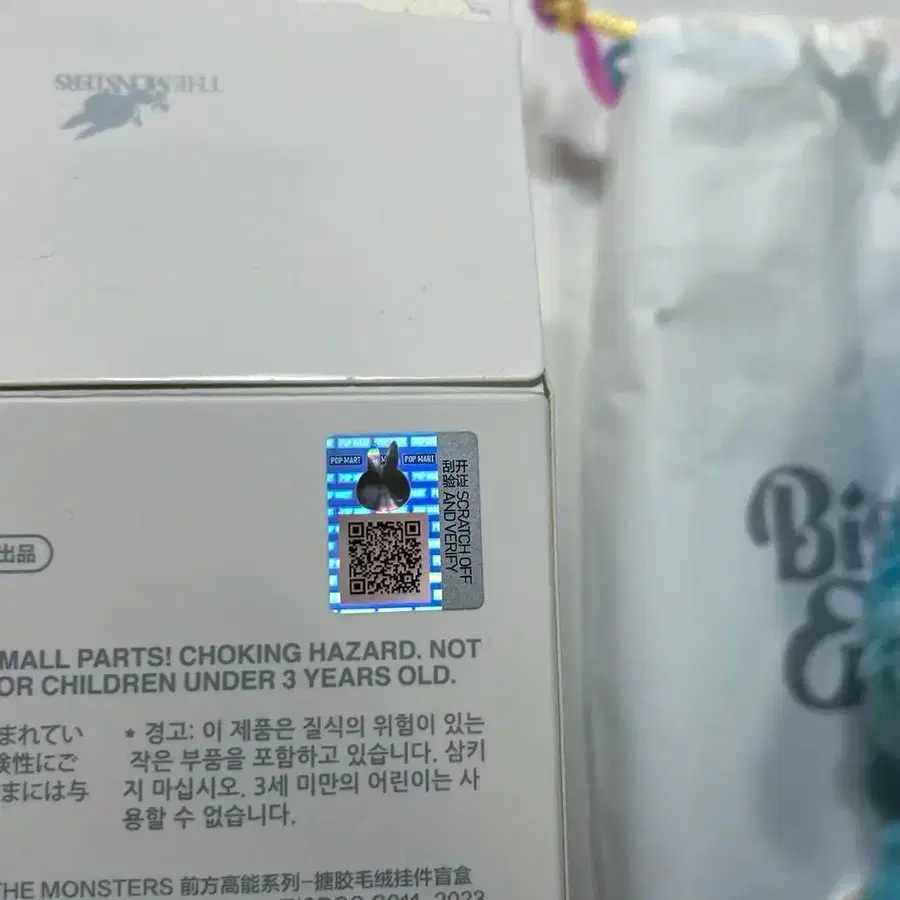 THE MONSTERS
POP MART
POP MART
刮开涂层 SCRATCH OFF
AND VERIFY
出品
MALL PARTS! CHOKING HAZARD. NOT
OR CHILDREN UNDER 3 YEARS OLD.
まれてい
険性にご
まには与
* 경고: 이 제품은 질식의 위험이 있는
작은 부품을 포함하고 있습니다. 삼키
지 마십시오. 3세 미만의 어린이는 사
용할 수 없습니다.
THE MONSTERS 前方高能系列-搪胶毛绒挂件盲盒
2023
Big